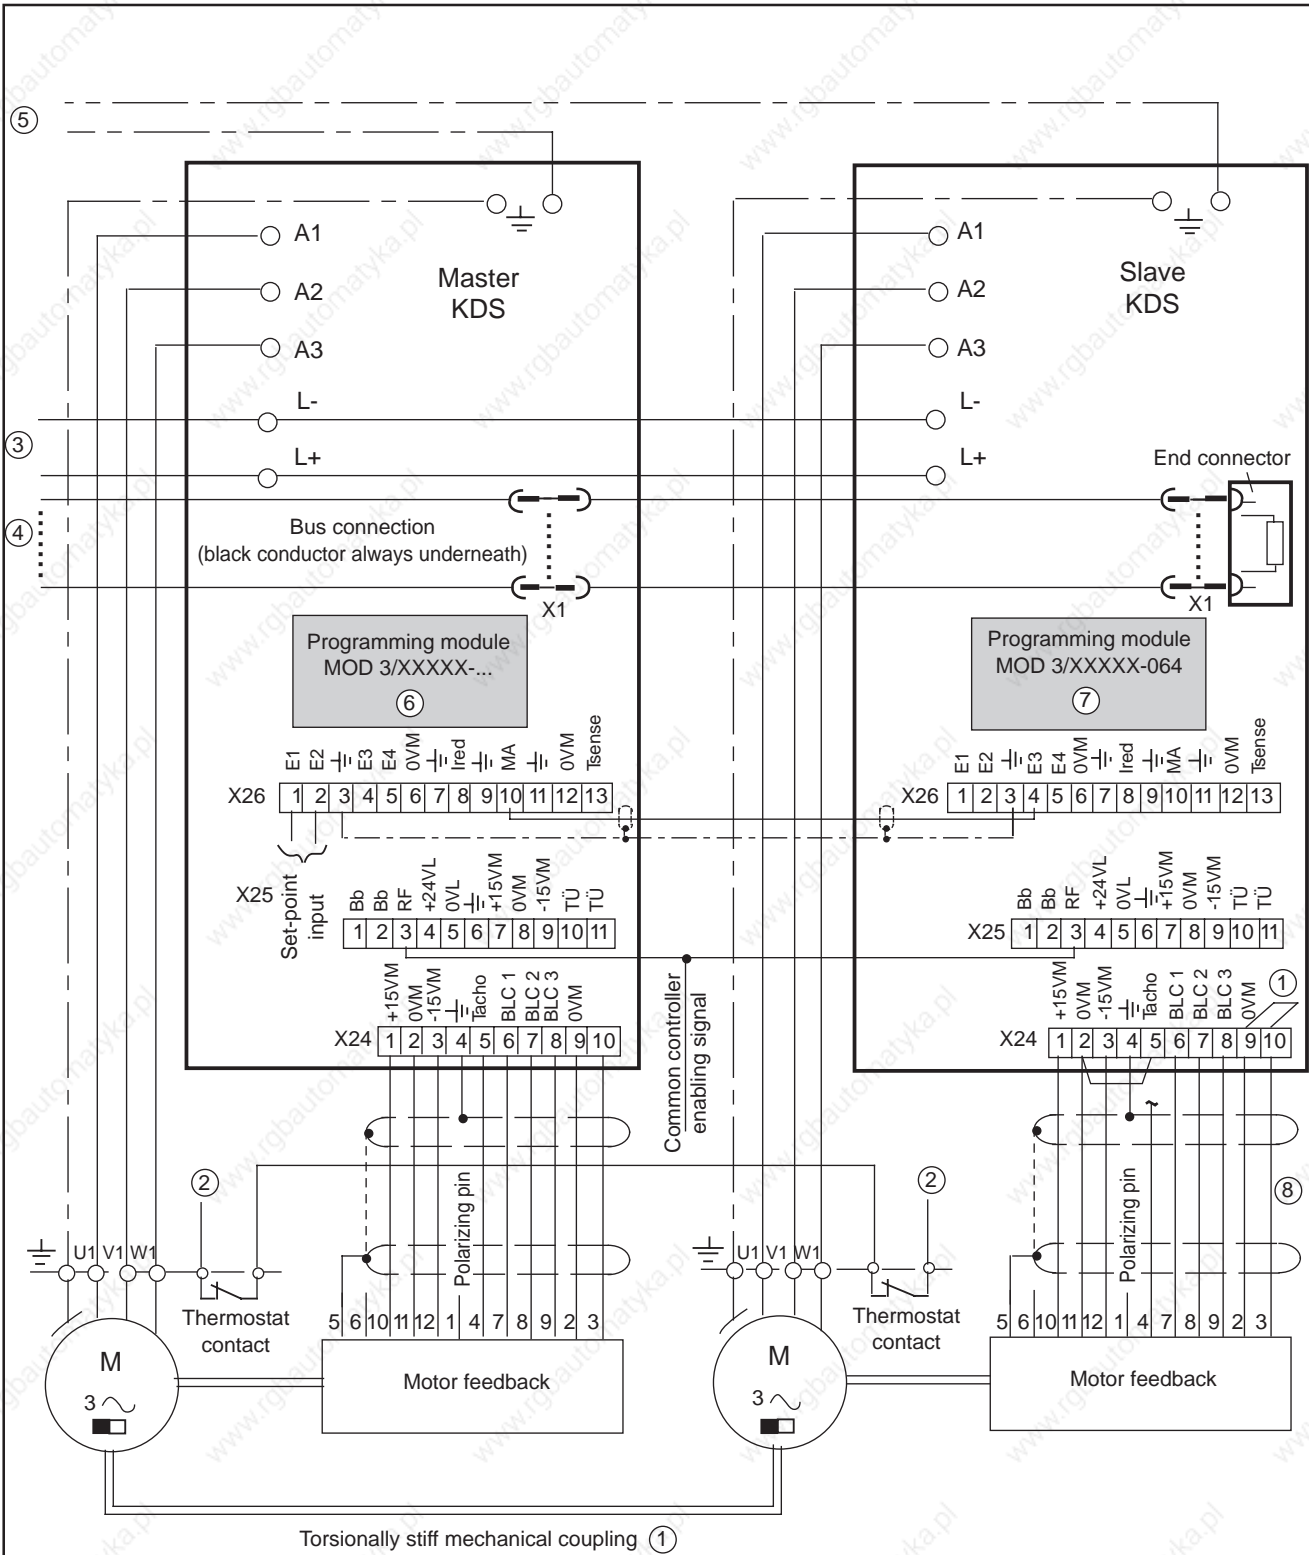 5
A1
A2
A3
L-
L+
Master
KDS
A1
A2
A3
L-
L+
Slave
KDS
3
4
End connector
Bus connection
(black conductor always underneath)
X1
X1
Programming module
MOD 3/XXXXX-...
6
Programming module
MOD 3/XXXXX-064
7
E1 E2 E3 E4 0VM Ired MA 0VM Tsense
X26 1 2 3 4 5 6 7 8 9 10 11 12 13
E1 E2 E3 E4 0VM Ired MA 0VM Tsense
X26 1 2 3 4 5 6 7 8 9 10 11 12 13
Set-point
input
Bb Bb RF +24VL 0VL +15VM 0VM -15VM TÜ TÜ
X25 1 2 3 4 5 6 7 8 9 10 11
Bb Bb RF +24VL 0VL +15VM 0VM -15VM TÜ TÜ
X25 1 2 3 4 5 6 7 8 9 10 11
+15VM 0VM -15VM Tacho BLC 1 BLC 2 BLC 3 0VM
X24 1 2 3 4 5 6 7 8 9 10
+15VM 0VM -15VM Tacho BLC 1 BLC 2 BLC 3 0VM
1
X24 1 2 3 4 5 6 7 8 9 10
Common controller
enabling signal
2
Polarizing pin
2
Polarizing pin
8
U1 V1 W1
Thermostat
contact
5 6 10 11 12 1 4 7 8 9 2 3
U1 V1 W1
Thermostat
contact
5 6 10 11 12 1 4 7 8 9 2 3
M
3
Motor feedback
M
3
Motor feedback
Torsionally stiff mechanical coupling 1
www.rgbautomatyka.pl